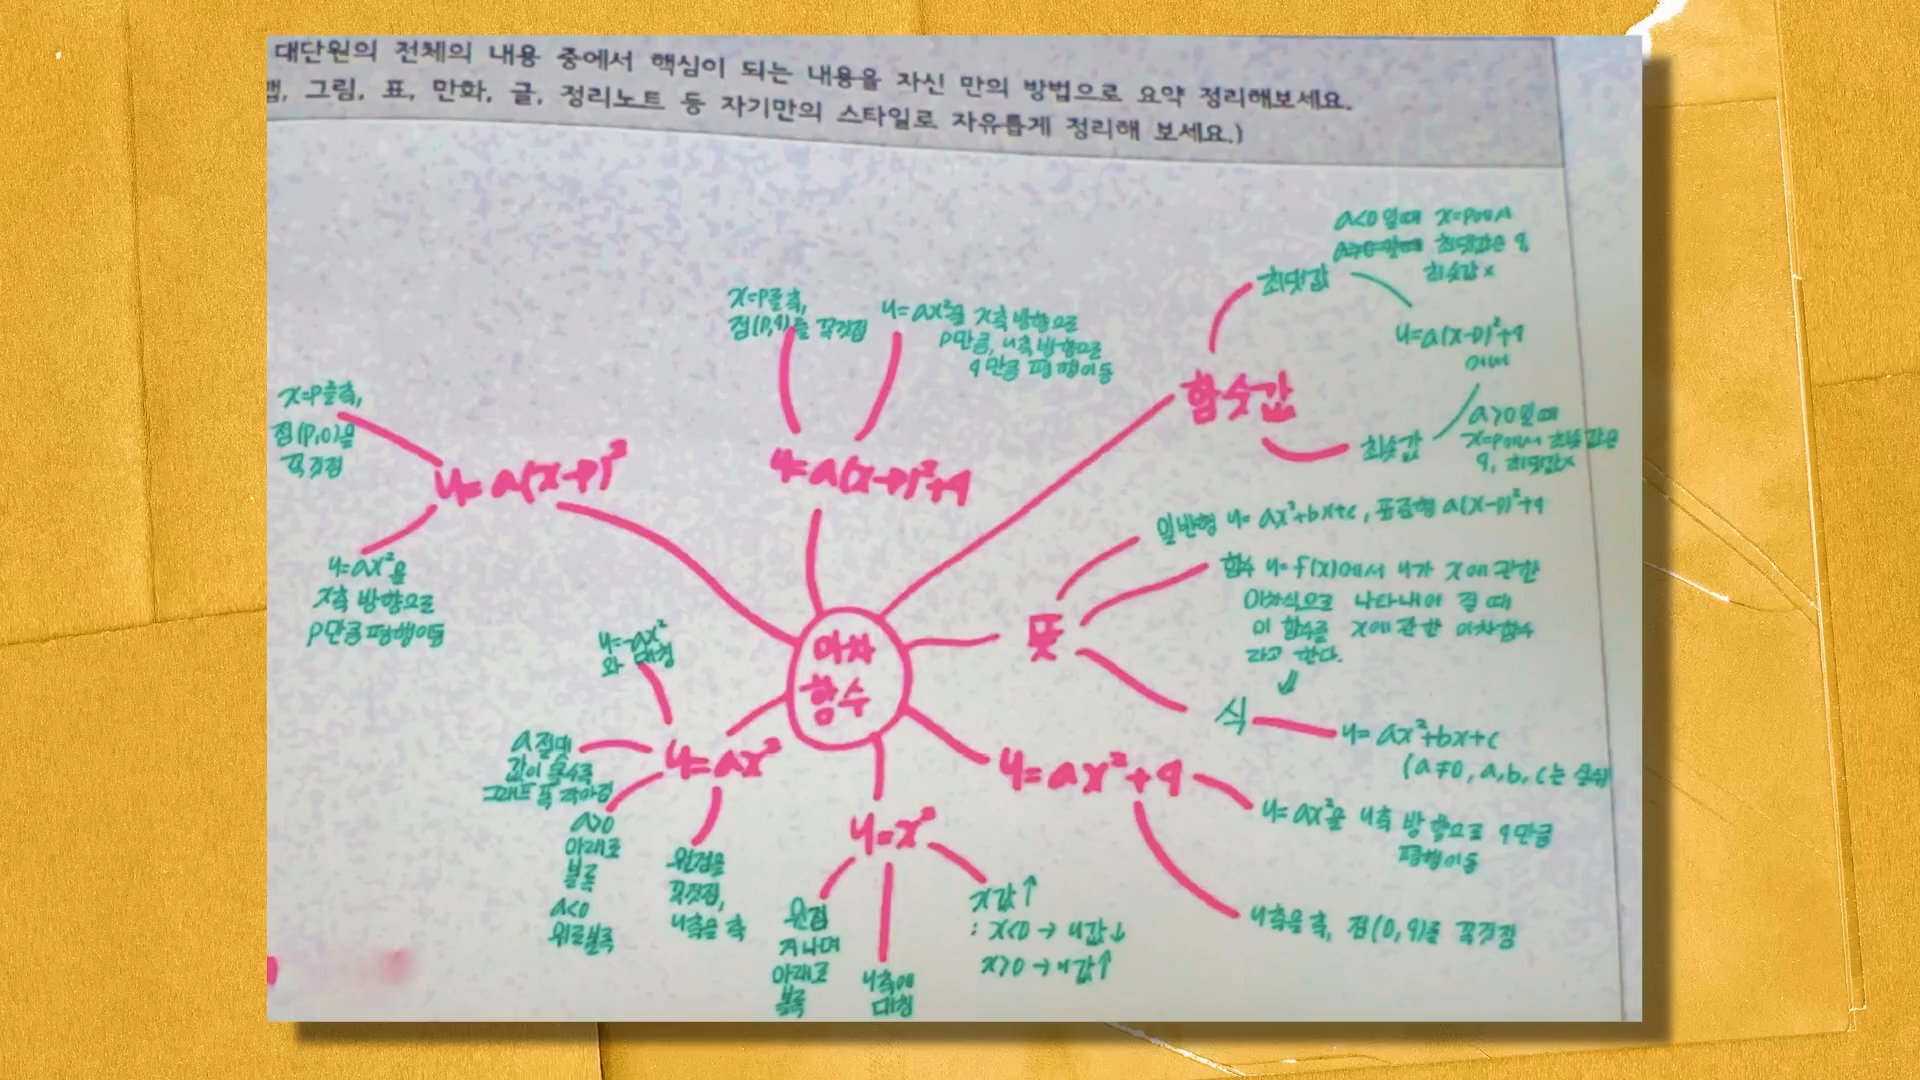 대단원의 전체의 내용 중에서 핵심이 되는 내용을 자신 만의 방법으로 요약 정리해보세요.
맵, 그림, 표, 만화, 글, 정리노트 등 자기만의 스타일로 자유롭게 정리해 보세요.)
이차
함수
함수값
최댓값
a<0일때 x=p에서
a>0일때 최댓값은 q,
최솟값 x
y=a(x-p)²+q
에서
최솟값
a>0일때
x=p에서 최솟값은
q, 최댓값x
뜻
일반형 y=ax²+bx+c, 표준형 a(x-p)²+q
함수 y=f(x)에서 y가 x에 관한
이차식으로 나타내어 질 때
이 함수를 x에 관한 이차함수
라고 한다.
⇓
식
y=ax²+bx+c
(a≠0, a,b,c는 실수)
y=ax²+q
y=ax²을 y축 방향으로 q만큼
평행이동
y축을 축, 점(0,q)를 꼭짓점
y=x²
원점
지나며
아래로
볼록
y축에
대칭
x값↑
: x<0→y값↓
x>0→y값↑
y=ax²
y=-ax²
와 대칭
a절댓
값이 클수록
그래프 폭 작아짐
a>0
아래로
볼록
a<0
위로볼록
원점을
꼭짓점,
y축을 축
y=a(x-p)²
x=p를축,
점(p,0)을
꼭짓점
y=ax²을
x축 방향으로
p만큼 평행이동
y=a(x-p)²+q
x=p를축,
점(p,q)를 꼭짓점
y=ax²을 x축 방향으로
p만큼, y축 방향으로
q만큼 평행이동